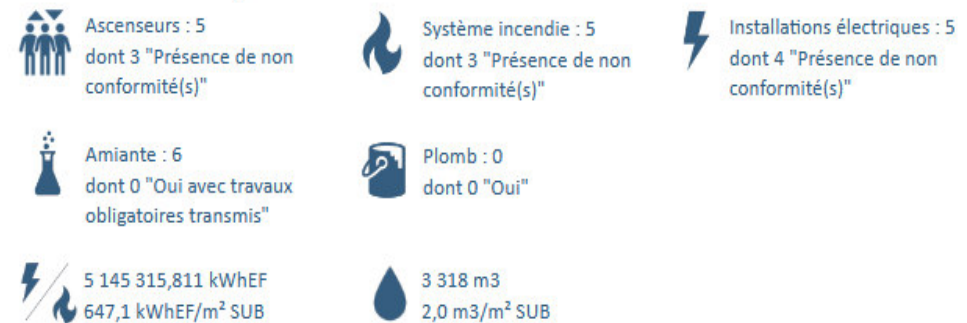 Ascenseurs : 5
dont 3 "Présence de non
conformité(s)"
Système incendie : 5
dont 3 "Présence de non
conformité(s)"
Installations électriques : 5
dont 4 "Présence de non
conformité(s)"
Amiante : 6
dont 0 "Oui avec travaux
obligatoires transmis"
Plomb : 0
dont 0 "Oui"
5 145 315,811 kWhEF
647,1 kWhEF/m² SUB
3 318 m3
2,0 m3/m² SUB